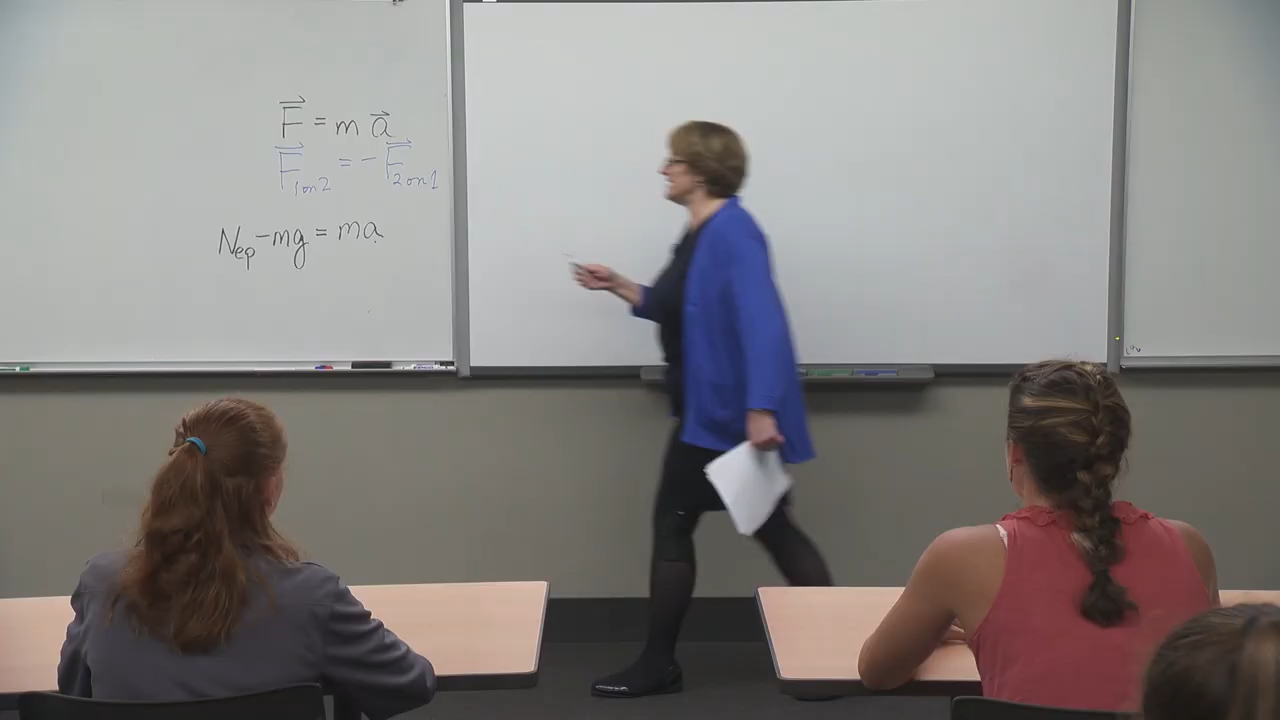 F⃗ = m a⃗
F⃗₁ₒₙ₂ = - F⃗₂ₒₙ₁
Nₑₚ - mg = ma